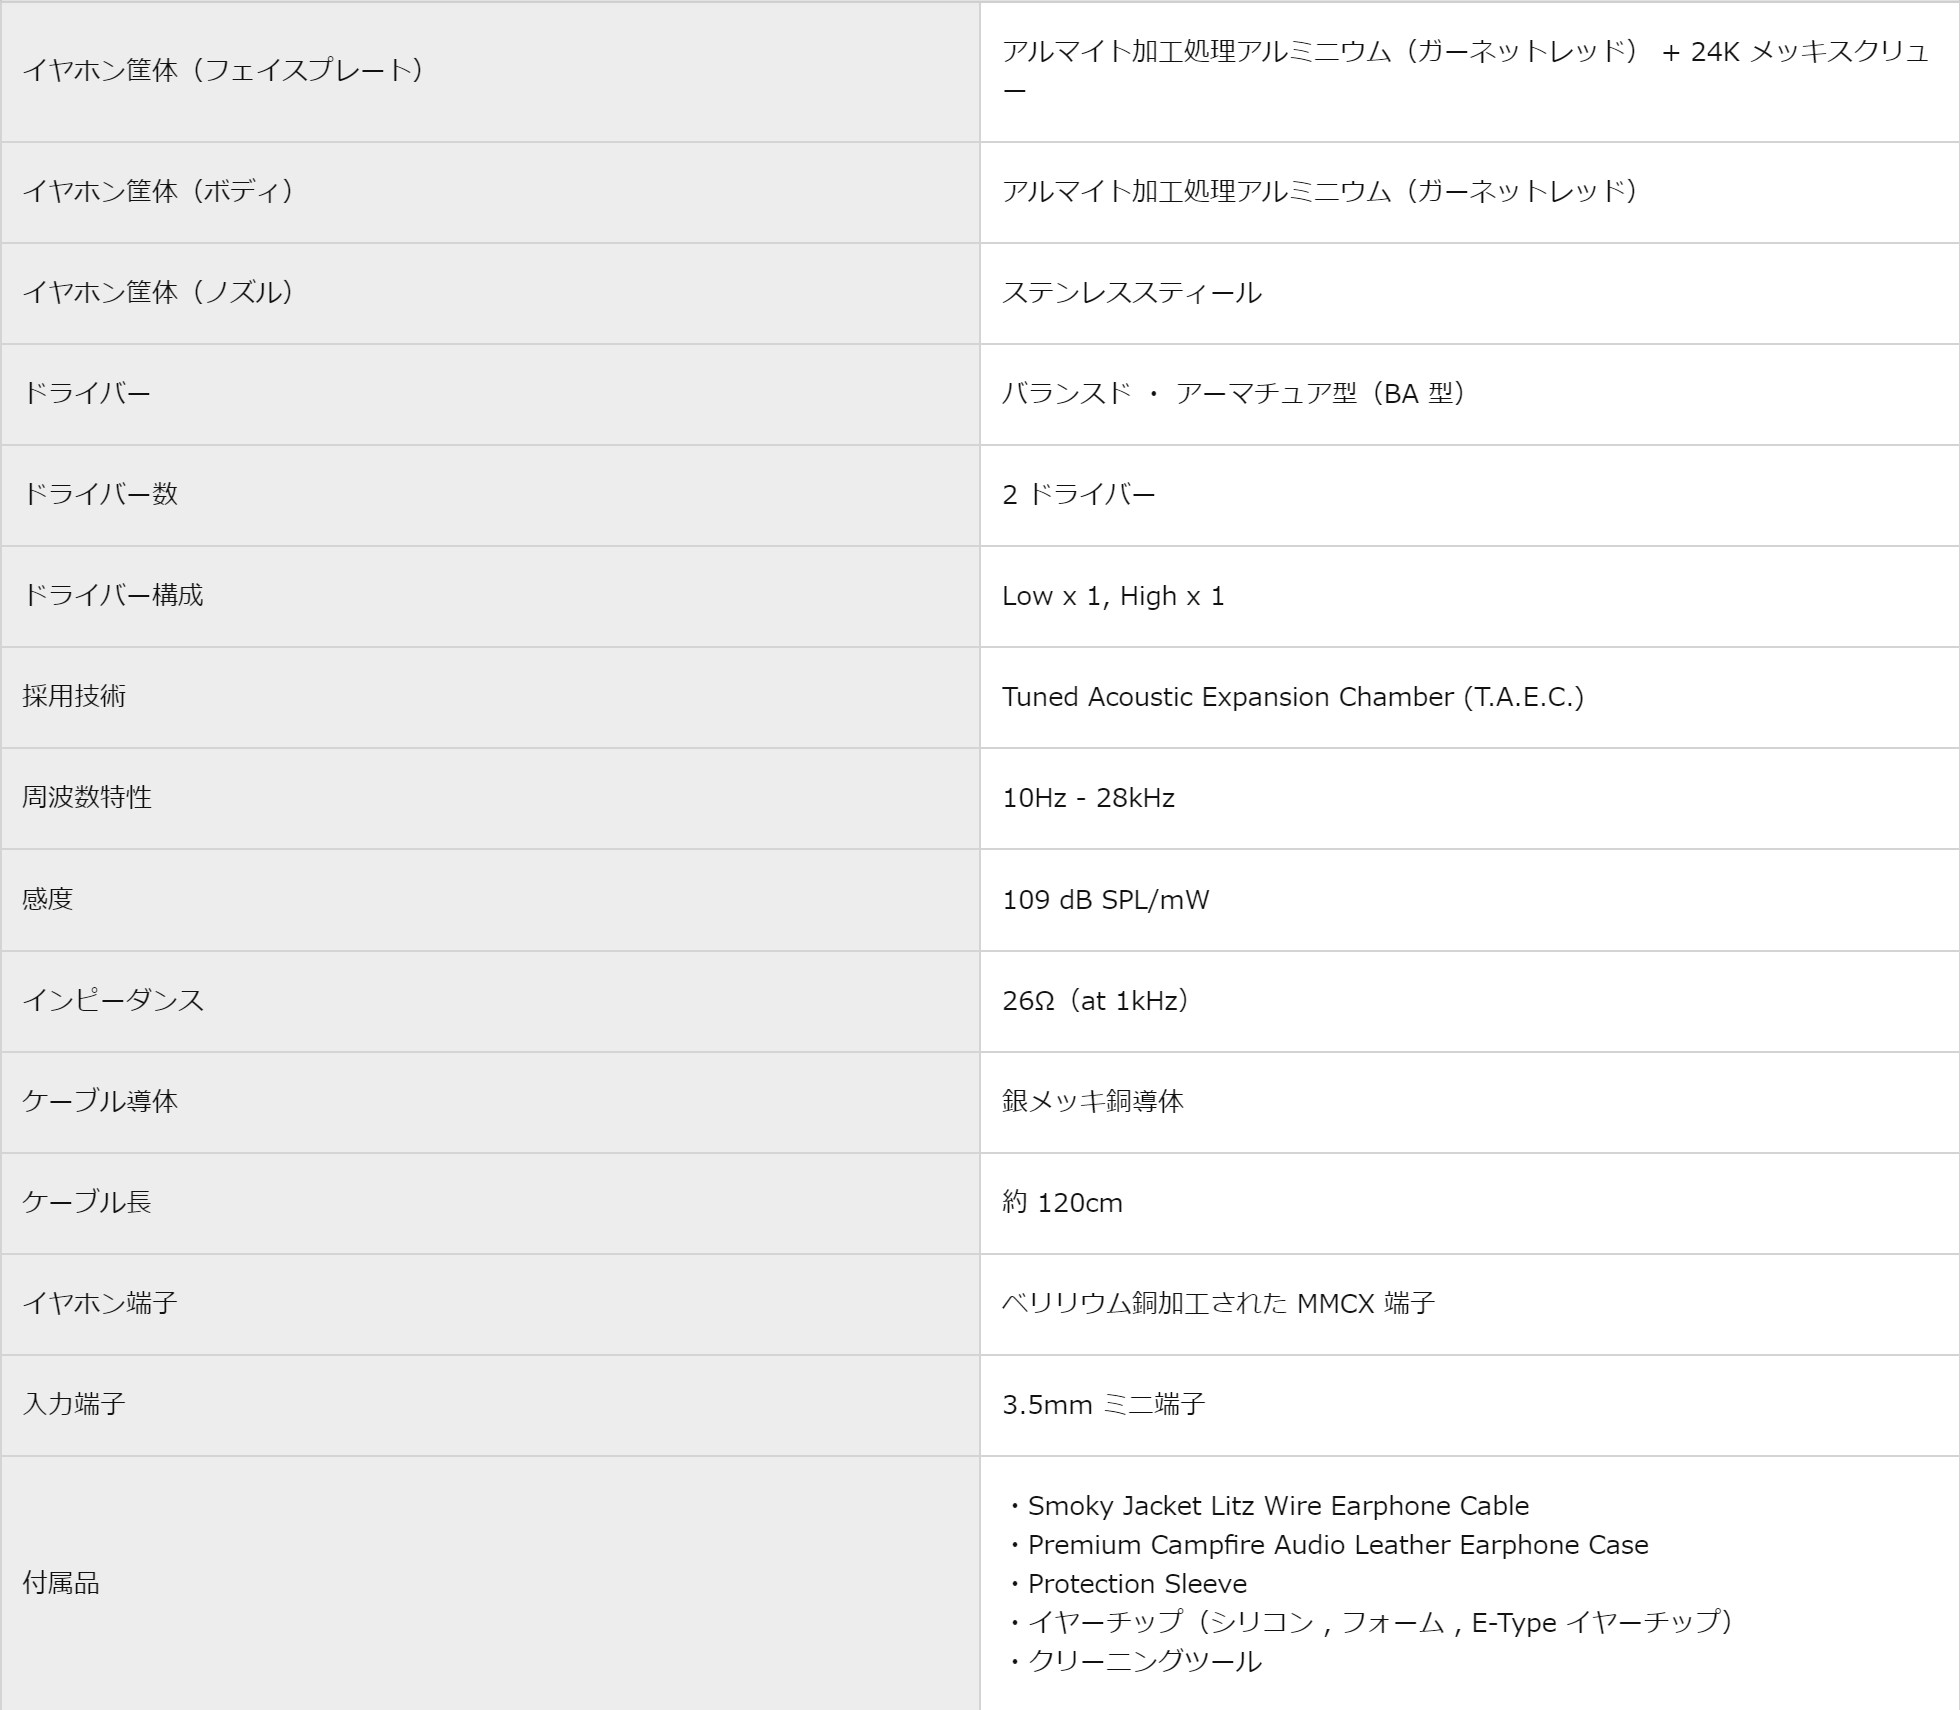 イヤホン筐体（フェイスプレート）
アルマイト加工処理アルミニウム（ガーネットレッド） + 24K メッキスクリュ
ー
イヤホン筐体（ボディ）
アルマイト加工処理アルミニウム（ガーネットレッド）
イヤホン筐体（ノズル）
ステンレススティール
ドライバー
バランスド ・ アーマチュア型（BA 型）
ドライバー数
2 ドライバー
ドライバー構成
Low x 1, High x 1
採用技術
Tuned Acoustic Expansion Chamber (T.A.E.C.)
周波数特性
10Hz - 28kHz
感度
109 dB SPL/mW
インピーダンス
26Ω（at 1kHz）
ケーブル導体
銀メッキ銅導体
ケーブル長
約 120cm
イヤホン端子
ベリリウム銅加工された MMCX 端子
入力端子
3.5mm ミニ端子
付属品
・Smoky Jacket Litz Wire Earphone Cable
・Premium Campfire Audio Leather Earphone Case
・Protection Sleeve
・イヤーチップ（シリコン , フォーム , E-Type イヤーチップ）
・クリーニングツール